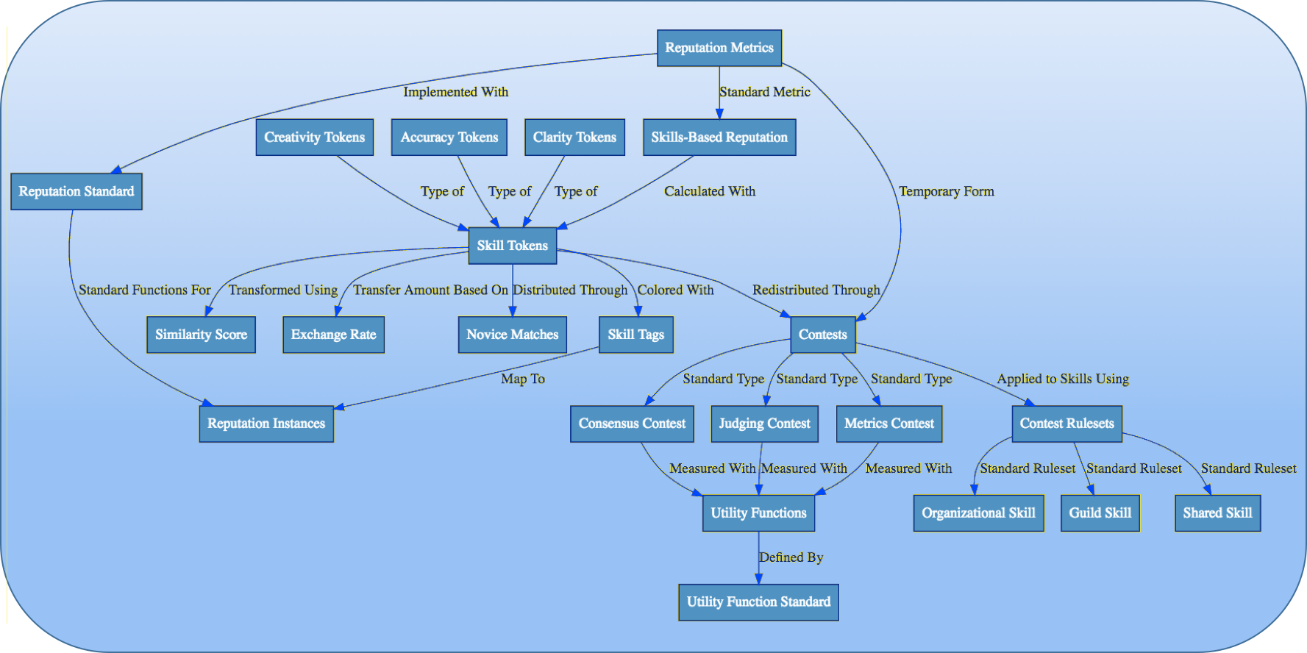 Reputation Metrics
Implemented With
Standard Metric
Creativity Tokens
Accuracy Tokens
Clarity Tokens
Skills-Based Reputation
Reputation Standard
Type of
Type of
Type of
Calculated With
Temporary Form
Skill Tokens
Standard Functions For
Transformed Using
Transfer Amount Based On
Distributed Through
Colored With
Redistributed Through
Similarity Score
Exchange Rate
Novice Matches
Skill Tags
Contests
Map To
Standard Type
Standard Type
Standard Type
Applied to Skills Using
Reputation Instances
Consensus Contest
Judging Contest
Metrics Contest
Contest Rulesets
Measured With
Measured With
Measured With
Standard Ruleset
Standard Ruleset
Standard Ruleset
Utility Functions
Organizational Skill
Guild Skill
Shared Skill
Defined By
Utility Function Standard